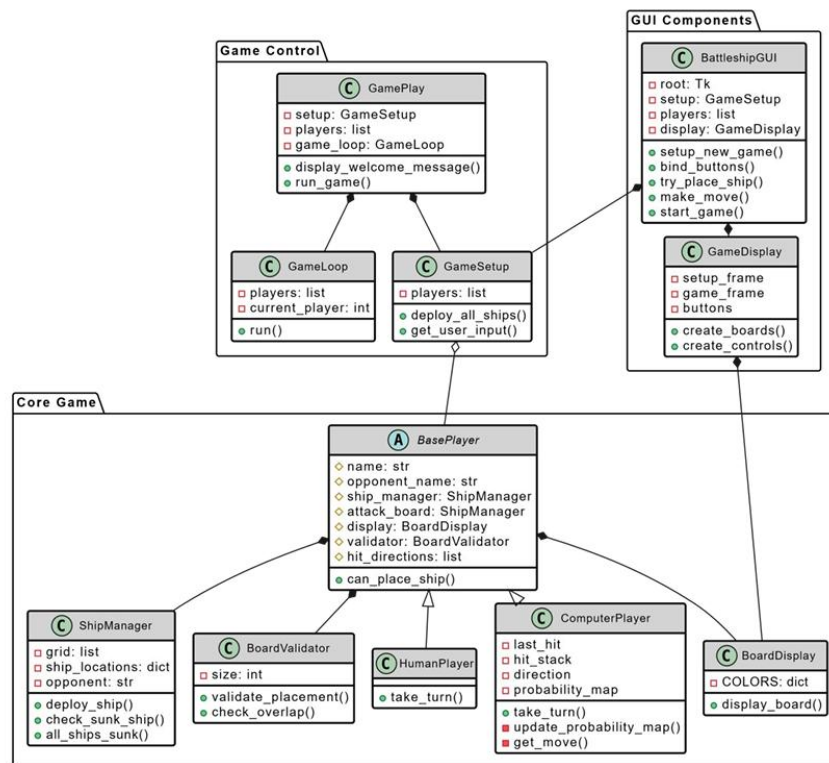 GUI Components
Game Control
C BattleshipGUI
root: Tk
setup: GameSetup
players: list
display: GameDisplay
setup_new_game()
bind_buttons()
try_place_ship()
make_move()
start_game()
C GamePlay
setup: GameSetup
players: list
game_loop: GameLoop
display_welcome_message()
run_game()
C GameLoop
players: list
current_player: int
run()
C GameSetup
players: list
deploy_all_ships()
get_user_input()
C GameDisplay
setup_frame
game_frame
buttons
create_boards()
create_controls()
Core Game
A BasePlayer
name: str
opponent_name: str
ship_manager: ShipManager
attack_board: ShipManager
display: BoardDisplay
validator: BoardValidator
hit_directions: list
can_place_ship()
C ShipManager
grid: list
ship_locations: dict
opponent: str
deploy_ship()
check_sunk_ship()
all_ships_sunk()
C BoardValidator
size: int
validate_placement()
check_overlap()
C HumanPlayer
take_turn()
C ComputerPlayer
last_hit
hit_stack
direction
probability_map
take_turn()
update_probability_map()
get_move()
C BoardDisplay
COLORS: dict
display_board()